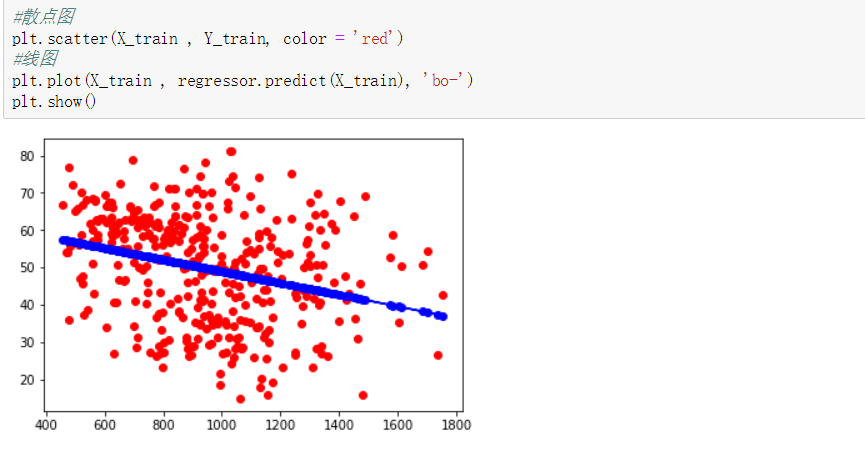 #散点图
plt.scatter(X_train , Y_train, color = 'red')
#线图
plt.plot(X_train , regressor.predict(X_train), 'bo-')
plt.show()
80
70
60
50
40
30
20
400 600 800 1000 1200 1400 1600 1800